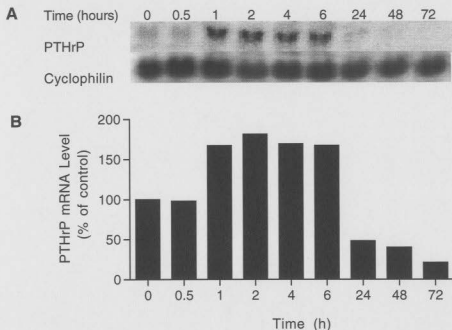 A Time (hours) 0 0.5 1 2 4 6 24 48 72
PTHrP
Cyclophilin
B
PTHrP mRNA Level
(% of control)
200
150
100
50
0
0 0.5 1 2 4 6 24 48 72
Time (h)